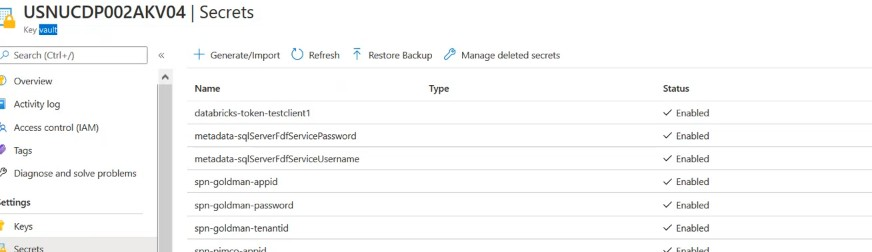 USNUCDP002AKV04 | Secrets
Key vault
Search (Ctrl+/)
«
Generate/Import
Refresh
Restore Backup
Manage deleted secrets
Overview
Activity log
Access control (IAM)
Tags
Diagnose and solve problems
Settings
Keys
Secrets
Name Type Status
databricks-token-testclient1 Enabled
metadata-sqlServerFdfServicePassword Enabled
metadata-sqlServerFdfServiceUsername Enabled
spn-goldman-appid Enabled
spn-goldman-password Enabled
spn-goldman-tenantid Enabled
spn-pimco-appid Enabled